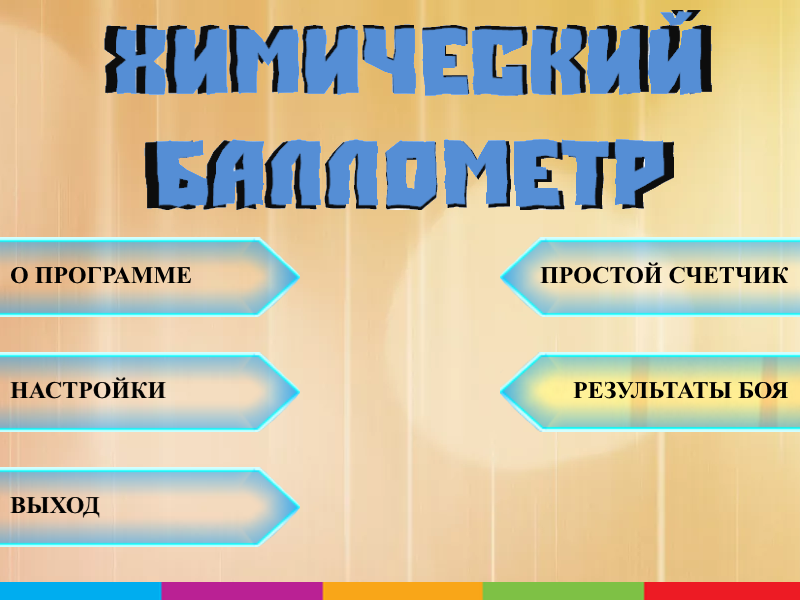 ХИМИЧЕСКИЙ
БАЛЛОМЕТР
О ПРОГРАММЕ
ПРОСТОЙ СЧЕТЧИК
НАСТРОЙКИ
РЕЗУЛЬТАТЫ БОЯ
ВЫХОД